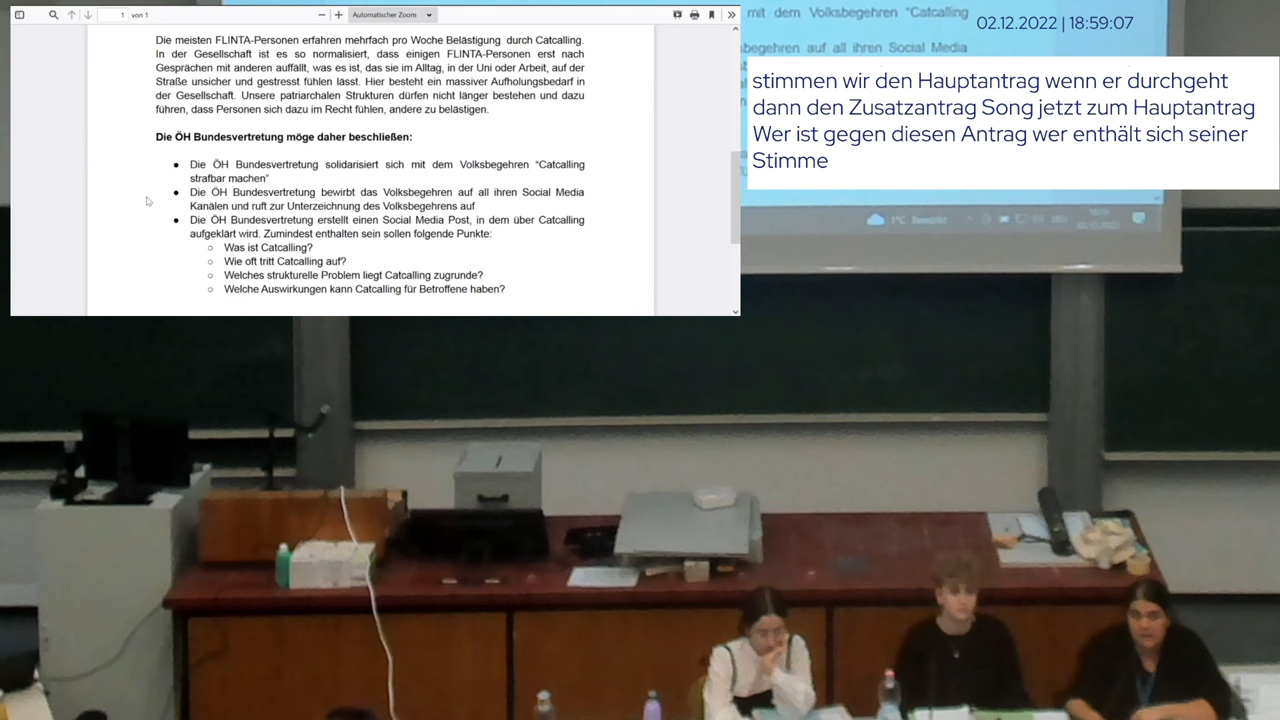 1 von 1
Automatischer Zoom
Die meisten FLINTA-Personen erfahren mehrfach pro Woche Belästigung durch Catcalling.
In der Gesellschaft ist es so normalisiert, dass einigen FLINTA-Personen erst nach
Gesprächen mit anderen auffällt, was es ist, das sie im Alltag, in der Uni oder Arbeit, auf der
Straße unsicher und gestresst fühlen lässt. Hier besteht ein massiver Aufholungsbedarf in
der Gesellschaft. Unsere patriarchalen Strukturen dürfen nicht länger bestehen und dazu
führen, dass Personen sich dazu im Recht fühlen, andere zu belästigen.
Die ÖH Bundesvertretung möge daher beschließen:
● Die ÖH Bundesvertretung solidarisiert sich mit dem Volksbegehren “Catcalling
strafbar machen”
● Die ÖH Bundesvertretung bewirbt das Volksbegehren auf all ihren Social Media
Kanälen und ruft zur Unterzeichnung des Volksbegehrens auf
● Die ÖH Bundesvertretung erstellt einen Social Media Post, in dem über Catcalling
aufgeklärt wird. Zumindest enthalten sein sollen folgende Punkte:
○ Was ist Catcalling?
○ Wie oft tritt Catcalling auf?
○ Welches strukturelle Problem liegt Catcalling zugrunde?
○ Welche Auswirkungen kann Catcalling für Betroffene haben?
mit dem Volksbegehren “Catcalling
02.12.2022 | 18:59:07
sbegehren auf all ihren Social Media
stimmen wir den Hauptantrag wenn er durchgeht
dann den Zusatzantrag Song jetzt zum Hauptantrag
Wer ist gegen diesen Antrag wer enthält sich seiner
Stimme
1°C Bewölkt